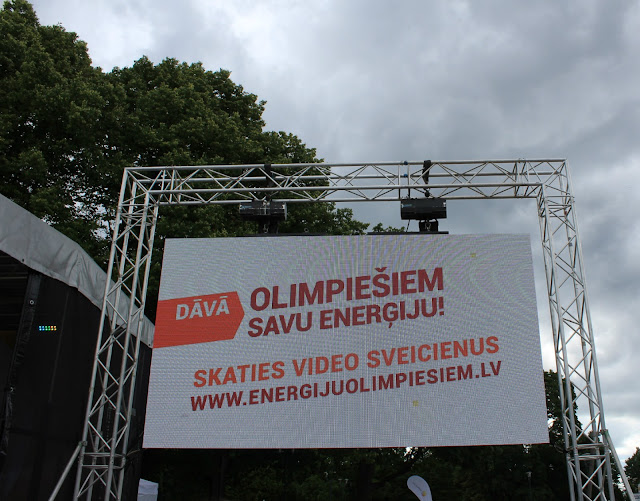 DĀVĀ
OLIMPIEŠIEM
SAVU ENERĢIJU!
SKATIES VIDEO SVEICIENUS
WWW.ENERGIJUOLIMPIESIEM.LV